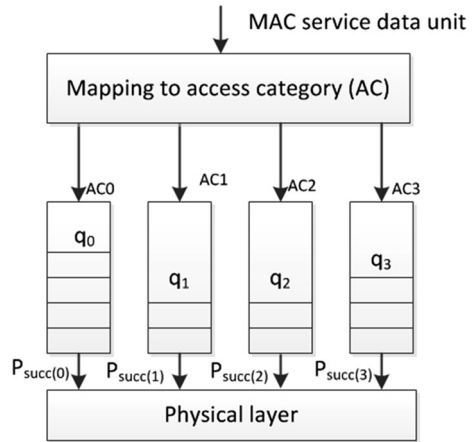 MAC service data unit
Mapping to access category (AC)
AC0
AC1
AC2
AC3
q0
q1
q2
q3
Psucc(0)
Psucc(1)
Psucc(2)
Psucc(3)
Physical layer